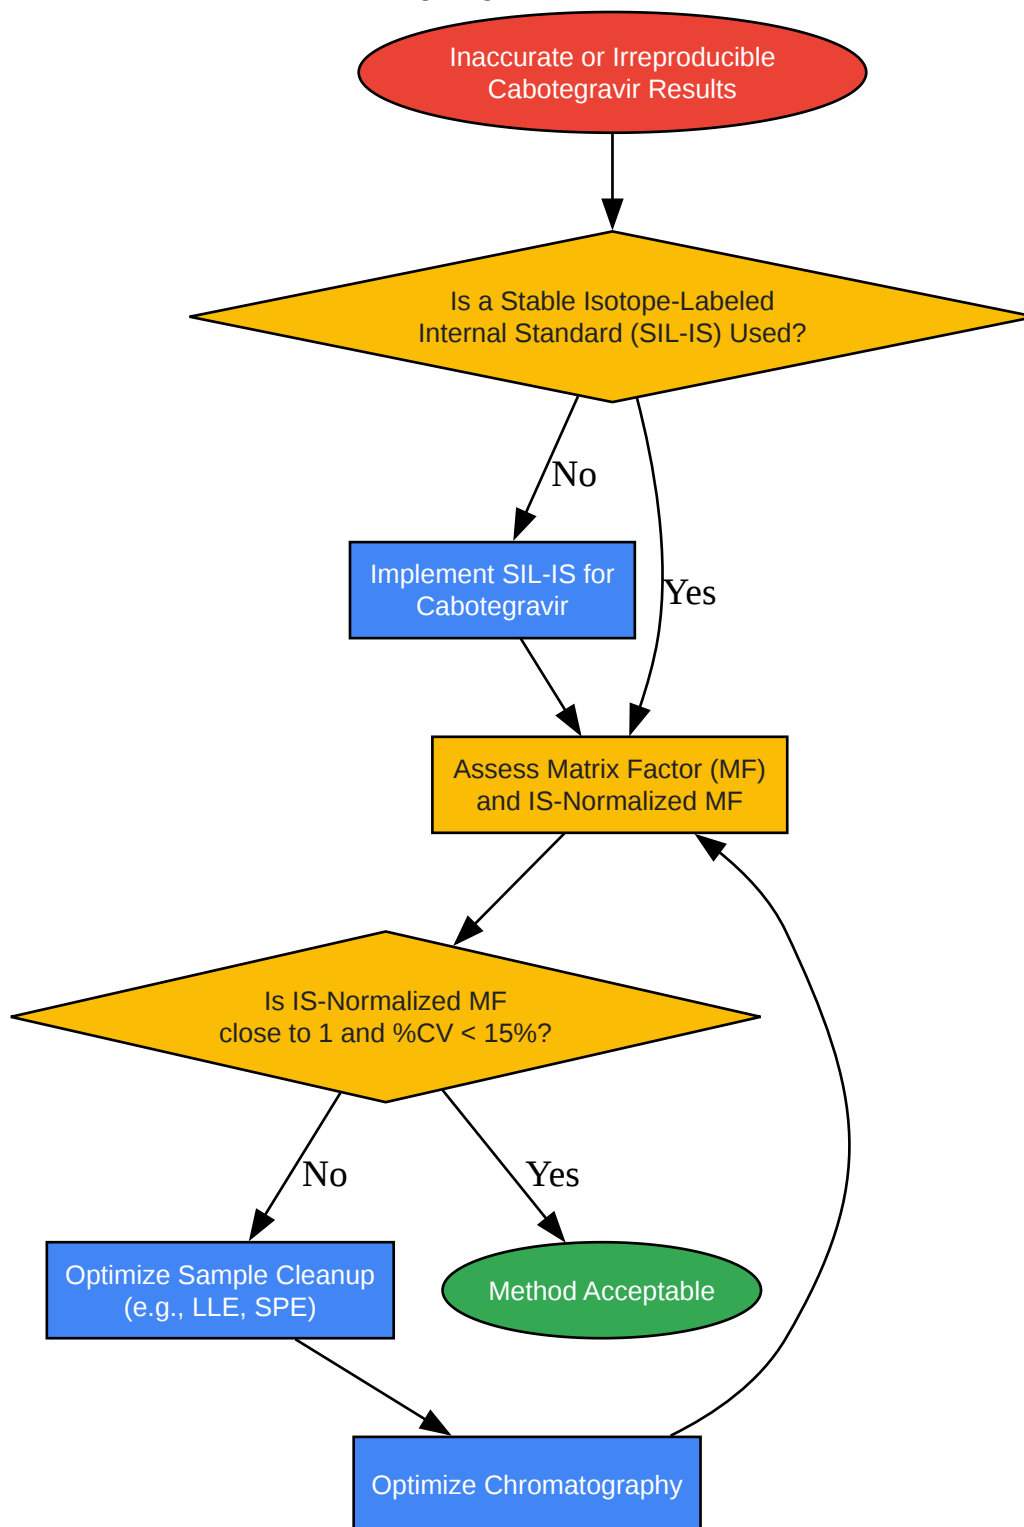 Inaccurate or Irreproducible
Cabotegravir Results
Is a Stable Isotope-Labeled
Internal Standard (SIL-IS) Used?
No
Implement SIL-IS for
Cabotegravir
Yes
Assess Matrix Factor (MF)
and IS-Normalized MF
Is IS-Normalized MF
close to 1 and %CV < 15%?
No
Yes
Optimize Sample Cleanup
(e.g., LLE, SPE)
Method Acceptable
Optimize Chromatography